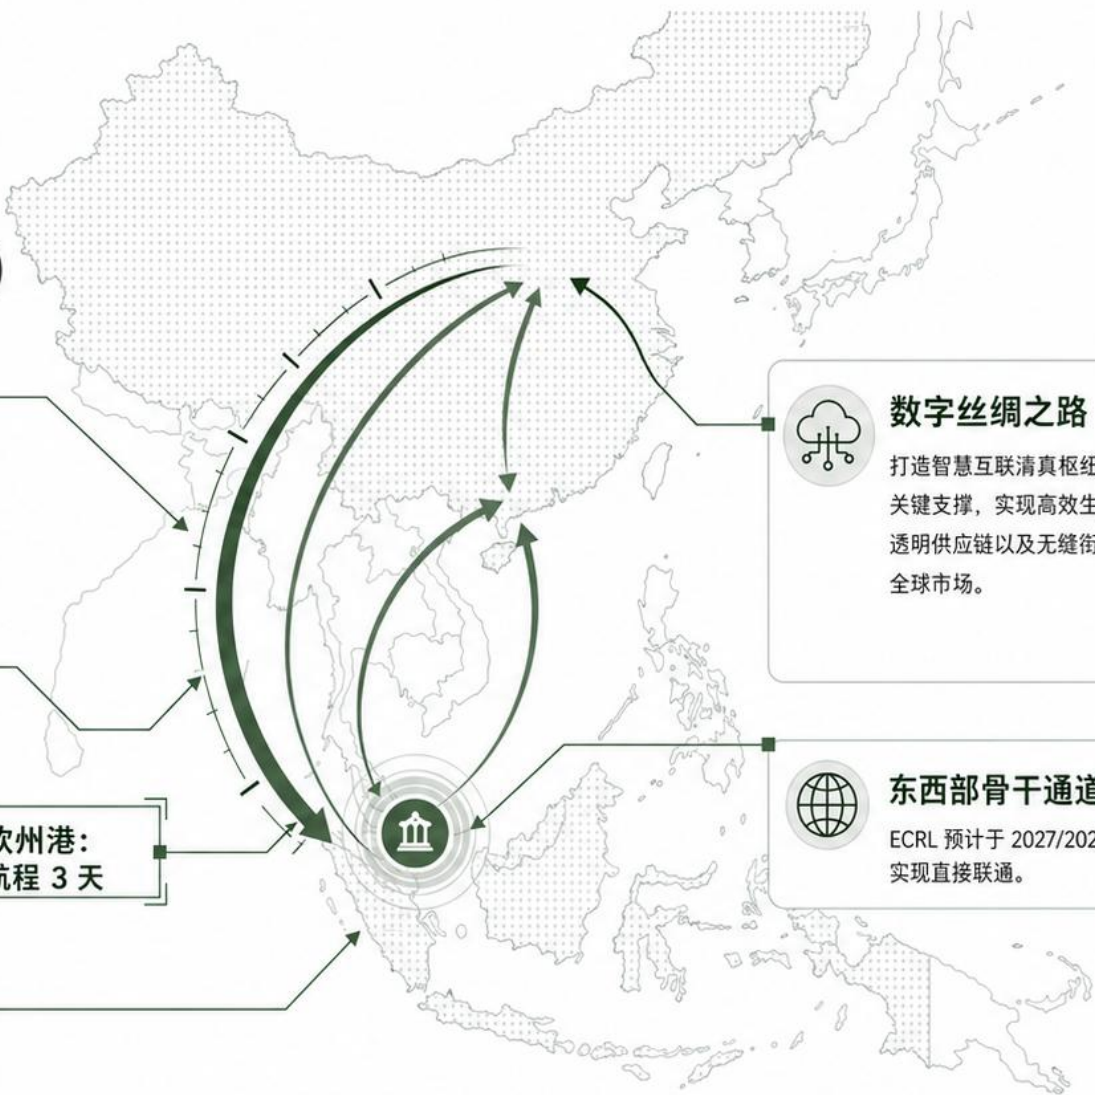 数字丝绸之路
打造智慧互联清真枢纽
关键支撑，实现高效生
透明供应链以及无缝衔
全球市场。
钦州港：
航程 3 天
东西部骨干通道
ECRL 预计于 2027/202
实现直接联通。